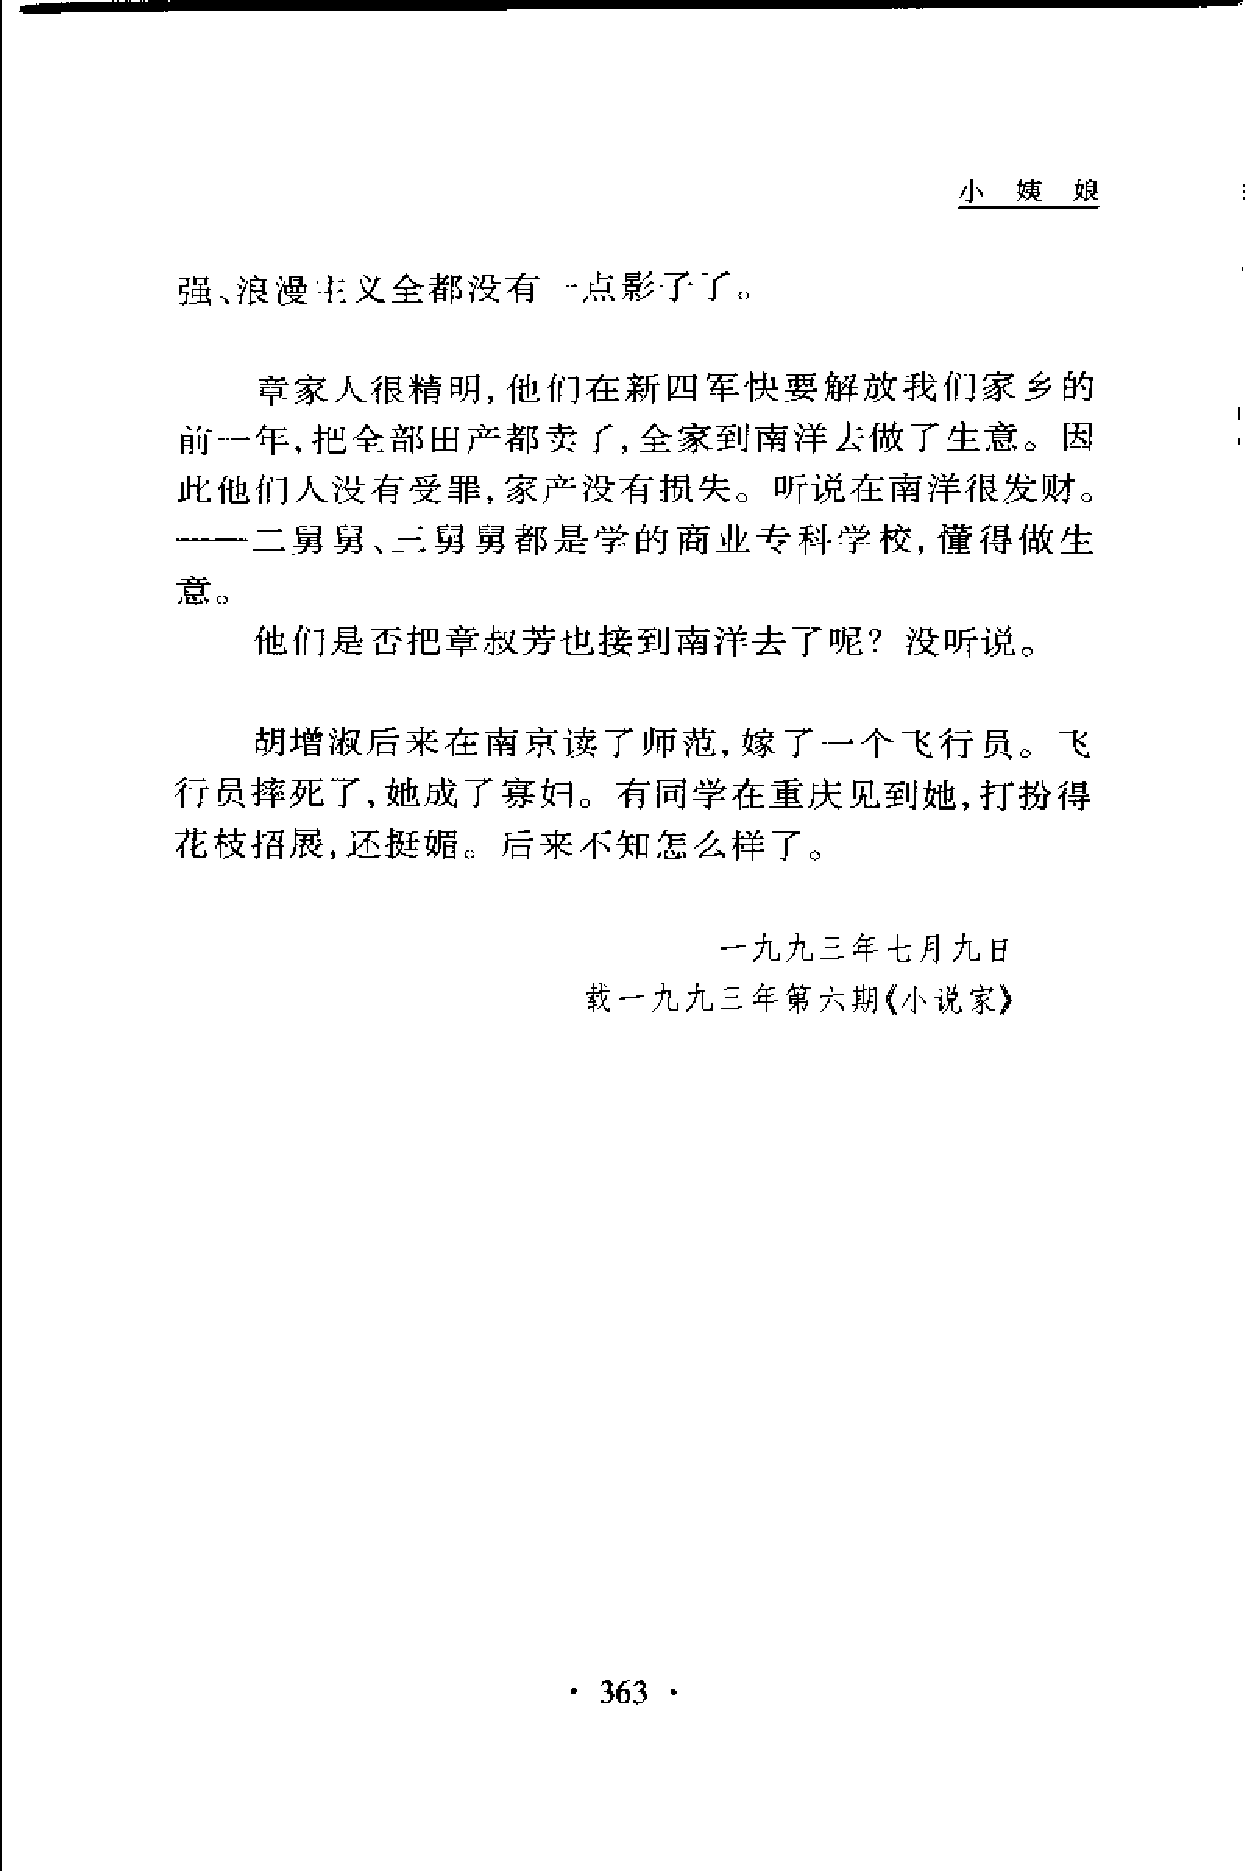 小　姨　娘
强、浪漫主义全都没有一点影子了。
章家人很精明,他们在新四军快要解放我们家乡的
前一年,把全部田产都卖了,全家到南洋去做了生意。因
此他们人没有受罪,家产没有损失。听说在南洋很发财。
——二舅舅、三舅舅都是学的商业专科学校,懂得做生
意。
他们是否把章叔芳也接到南洋去了呢?没听说。
胡增淑后来在南京读了师范,嫁了一个飞行员。飞
行员摔死了,她成了寡妇。有同学在重庆见到她,打扮得
花枝招展,还挺媚。后来不知怎么样了。
一九九三年七月九日
载一九九三年第六期《小说家》
· 363 ·